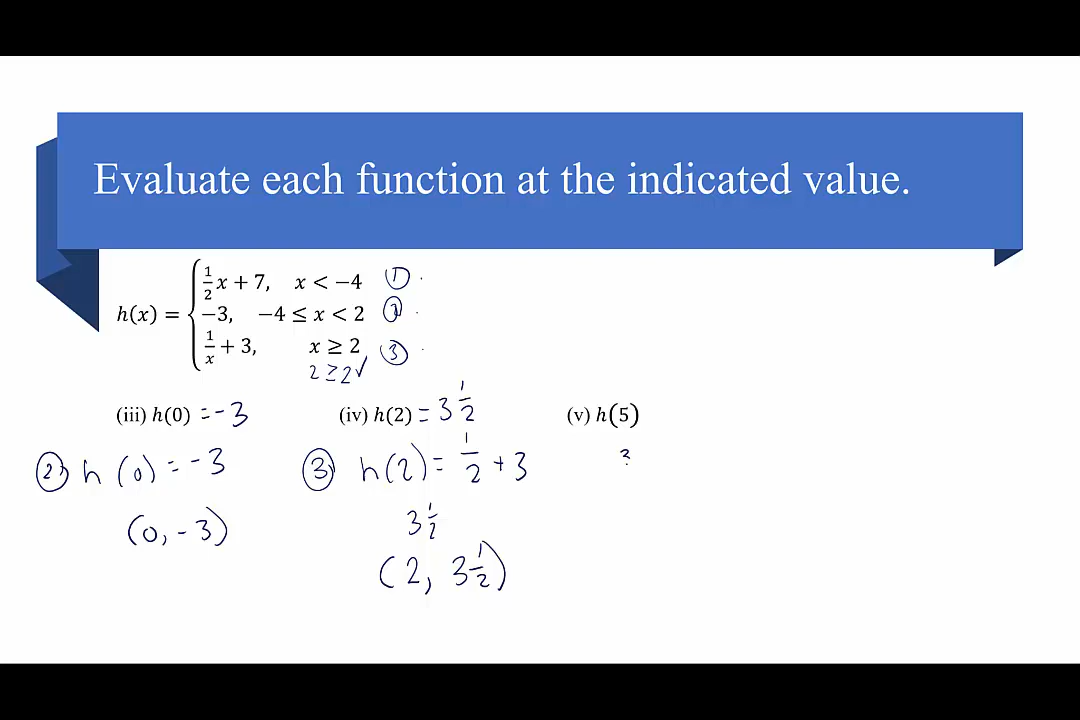 Evaluate each function at the indicated value.
h(x) = { 1/2 x + 7, x < −4 ①
−3, −4 ≤ x < 2 ②
1/x + 3, x ≥ 2 ③
2 ≥ 2 ✓
(iii) h(0) = -3 (iv) h(2) = 3 1/2 (v) h(5)
② h(0) = -3 ③ h(2) = 1/2 + 3
(0, -3) 3 1/2
(2, 3 1/2)